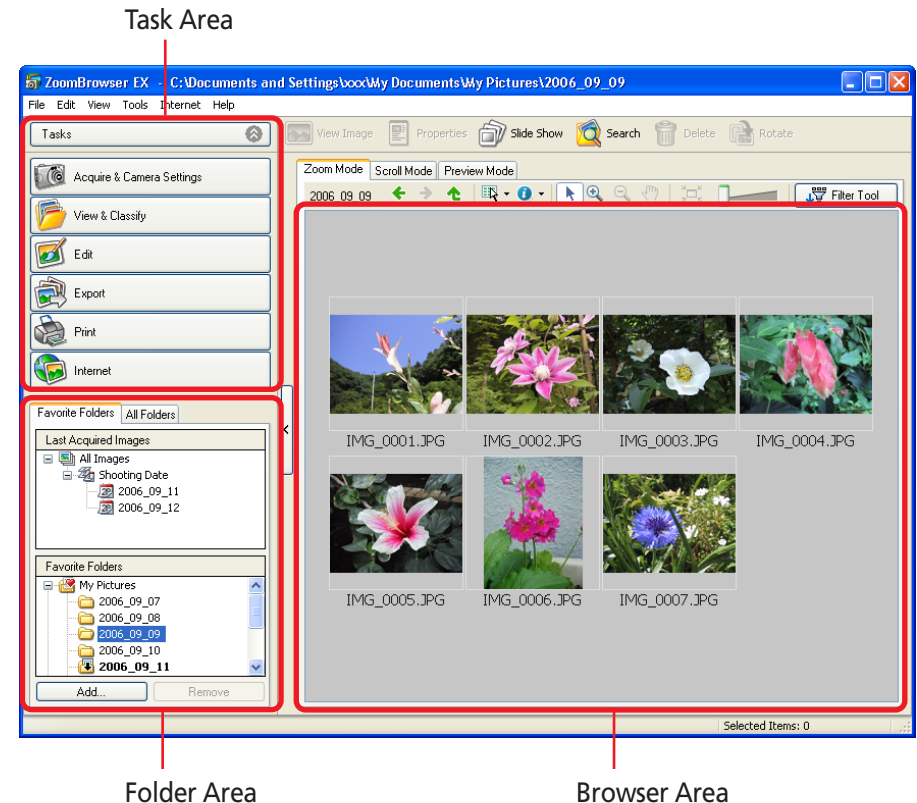 Task Area
ZoomBrowser EX - C:\Documents and Settings\xxx\My Documents\My Pictures\2006_09_09
File Edit View Tools Internet Help
Tasks
View Image Properties Slide Show Search Delete Rotate
Acquire & Camera Settings
View & Classify
Edit
Export
Print
Internet
Zoom Mode Scroll Mode Preview Mode
2006_09_09 Filter Tool
IMG_0001.JPG IMG_0002.JPG IMG_0003.JPG IMG_0004.JPG
IMG_0005.JPG IMG_0006.JPG IMG_0007.JPG
Favorite Folders All Folders
Last Acquired Images
All Images
Shooting Date
2006_09_11
2006_09_12
Favorite Folders
My Pictures
2006_09_07
2006_09_08
2006_09_09
2006_09_10
2006_09_11
Add... Remove
Selected Items: 0
Folder Area Browser Area